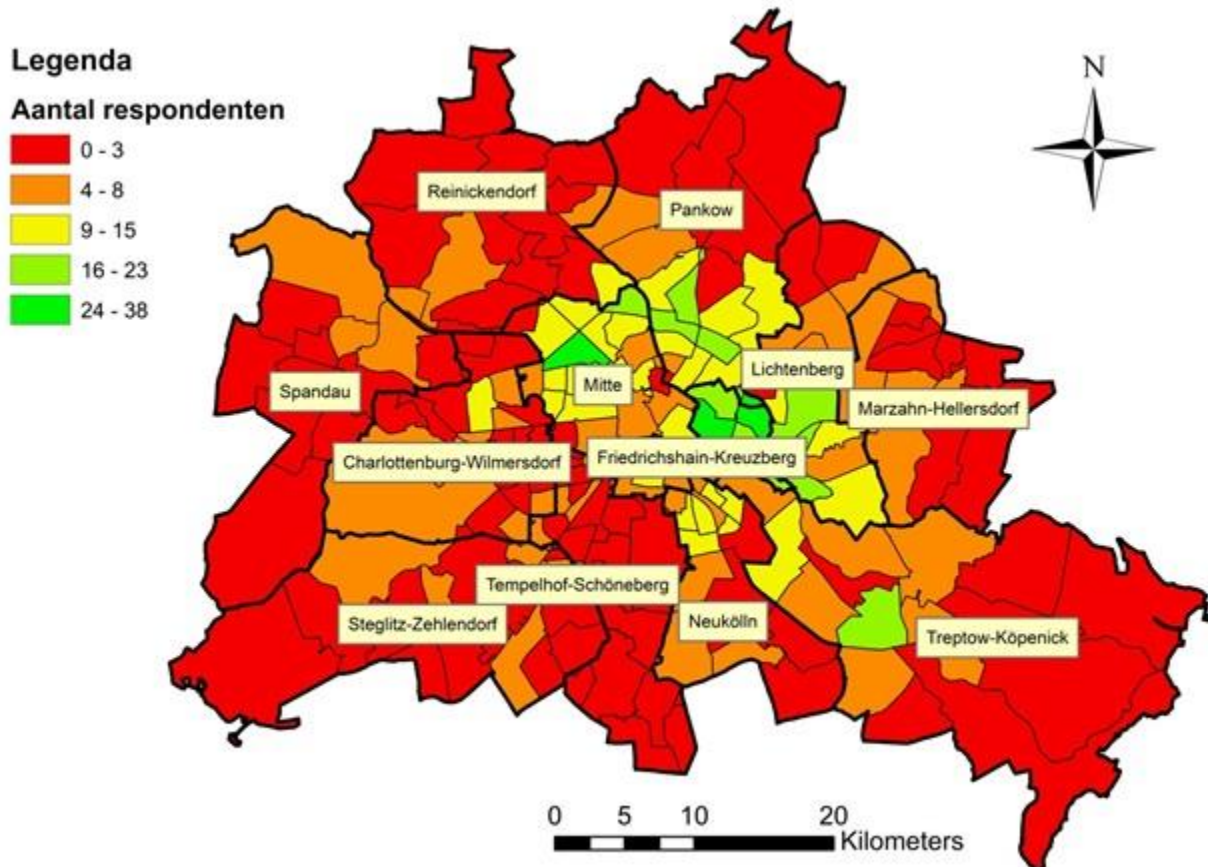 Legenda
Aantal respondenten
0 - 3
4 - 8
9 - 15
16 - 23
24 - 38
N
Reinickendorf
Pankow
Spandau
Mitte
Lichtenberg
Marzahn-Hellersdorf
Charlottenburg-Wilmersdorf
Friedrichshain-Kreuzberg
Tempelhof-Schöneberg
Steglitz-Zehlendorf
Neukölln
Treptow-Köpenick
0 5 10 20
Kilometers